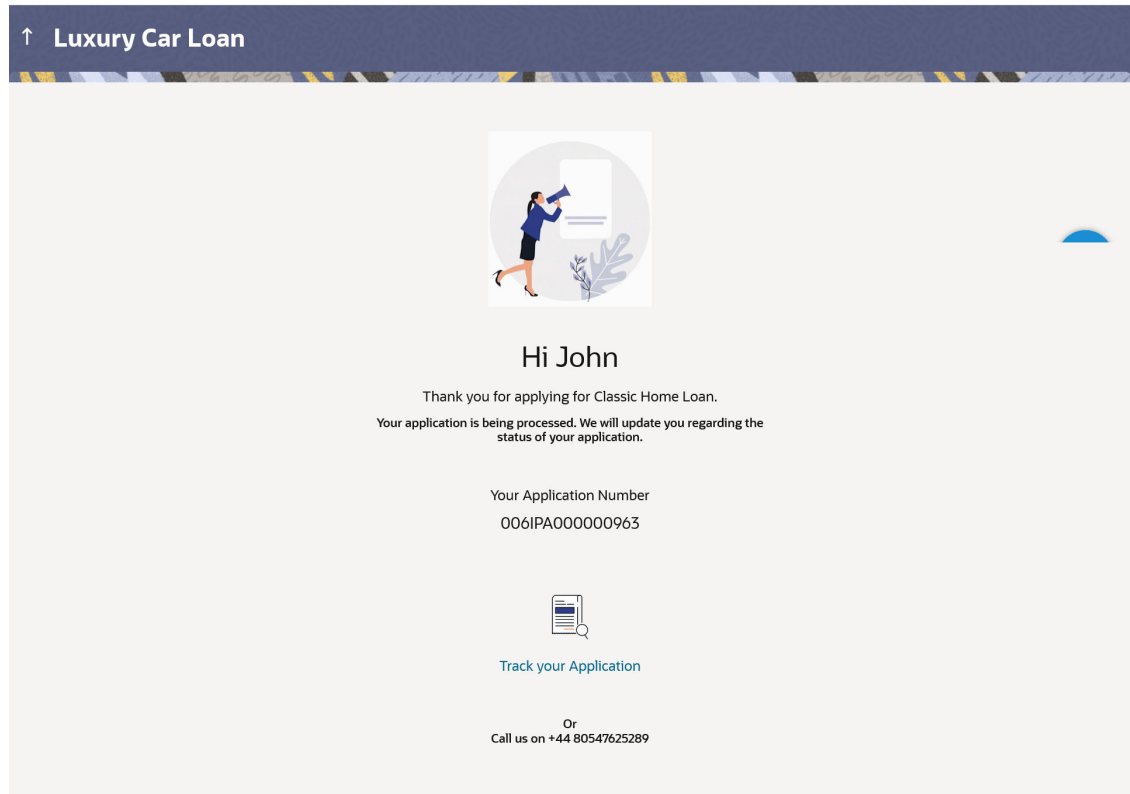 Luxury Car Loan
Hi John
Thank you for applying for Classic Home Loan.
Your application is being processed. We will update you regarding the
status of your application.
Your Application Number
006IPA000000963
Track your Application
Or
Call us on +44 80547625289